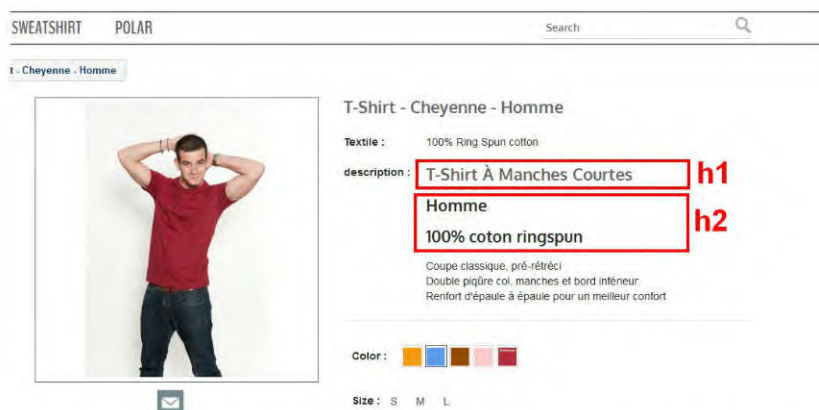 SWEATSHIRT POLAR Search
t - Cheyenne - Homme
T-Shirt - Cheyenne - Homme
Textile : 100% Ring Spun cotton
description : T-Shirt À Manches Courtes h1
Homme
h2
100% coton ringspun
Coupe classique, pré-rétréci
Double piqûre col, manches et bord inférieur
Renfort d'épaule à épaule pour un meilleur confort
Color :
Size : S M L